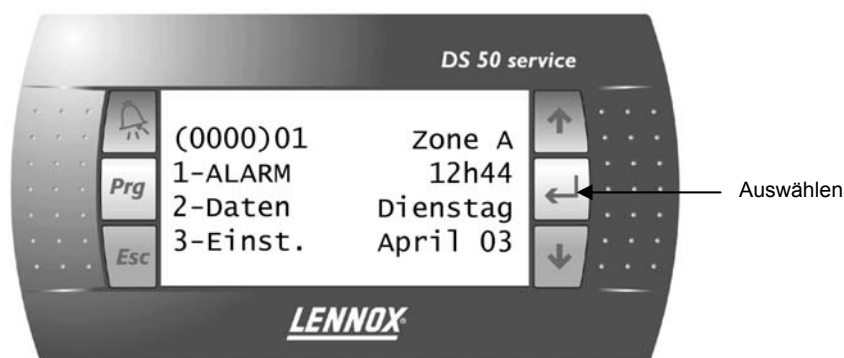 DS 50 service
(0000)01 Zone A
1-ALARM 12h44
Prg
2-Daten Dienstag
Auswählen
3-Einst. April 03
Esc
LENNOX